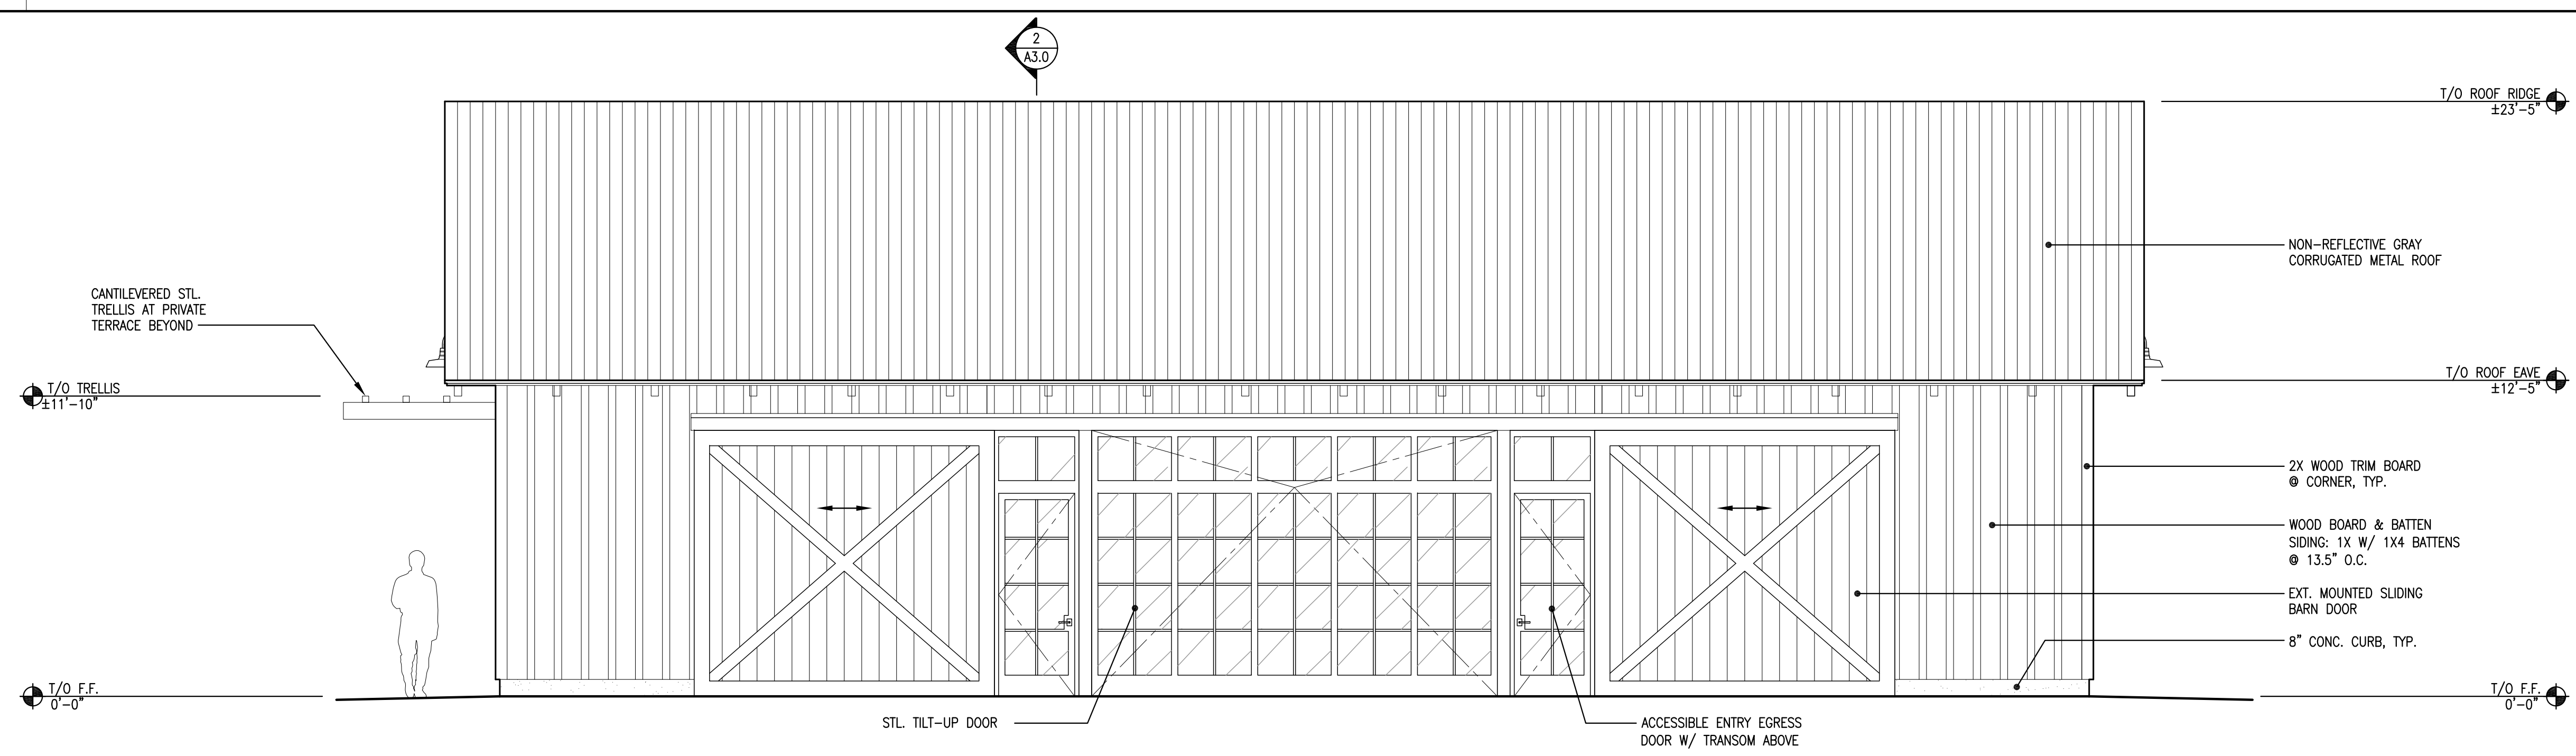 2
A3.0
T/O ROOF RIDGE
±23'-5"
NON-REFLECTIVE GRAY
CORRUGATED METAL ROOF
CANTILEVERED STL.
TRELLIS AT PRIVATE
TERRACE BEYOND
T/O TRELLIS
±11'-10"
T/O ROOF EAVE
±12'-5"
2X WOOD TRIM BOARD
@ CORNER, TYP.
WOOD BOARD & BATTEN
SIDING: 1X W/ 1X4 BATTENS
@ 13.5" O.C.
EXT. MOUNTED SLIDING
BARN DOOR
8" CONC. CURB, TYP.
T/O F.F.
0'-0"
T/O F.F.
0'-0"
STL. TILT-UP DOOR
ACCESSIBLE ENTRY EGRESS
DOOR W/ TRANSOM ABOVE